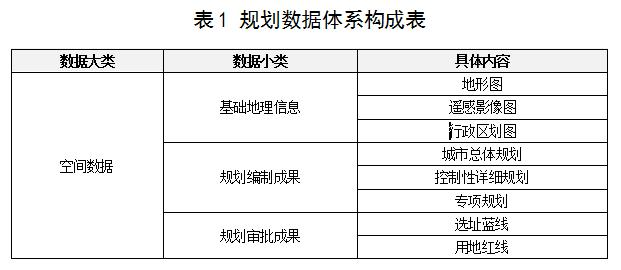 表1 规划数据体系构成表
数据大类 数据小类 具体内容
空间数据 基础地理信息 地形图
遥感影像图
行政区划图
规划编制成果 城市总体规划
控制性详细规划
专项规划
规划审批成果 选址蓝线
用地红线